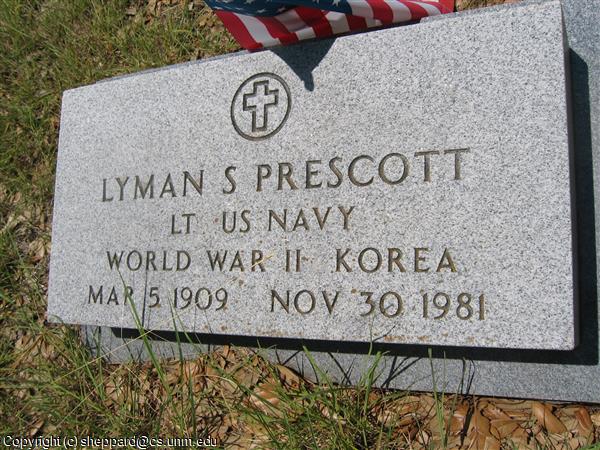 LYMAN S PRESCOTT
LT US NAVY
WORLD WAR II KOREA
MAR 5 1909 NOV 30 1981
Copyright (c) sheppard@cs.unm.edu